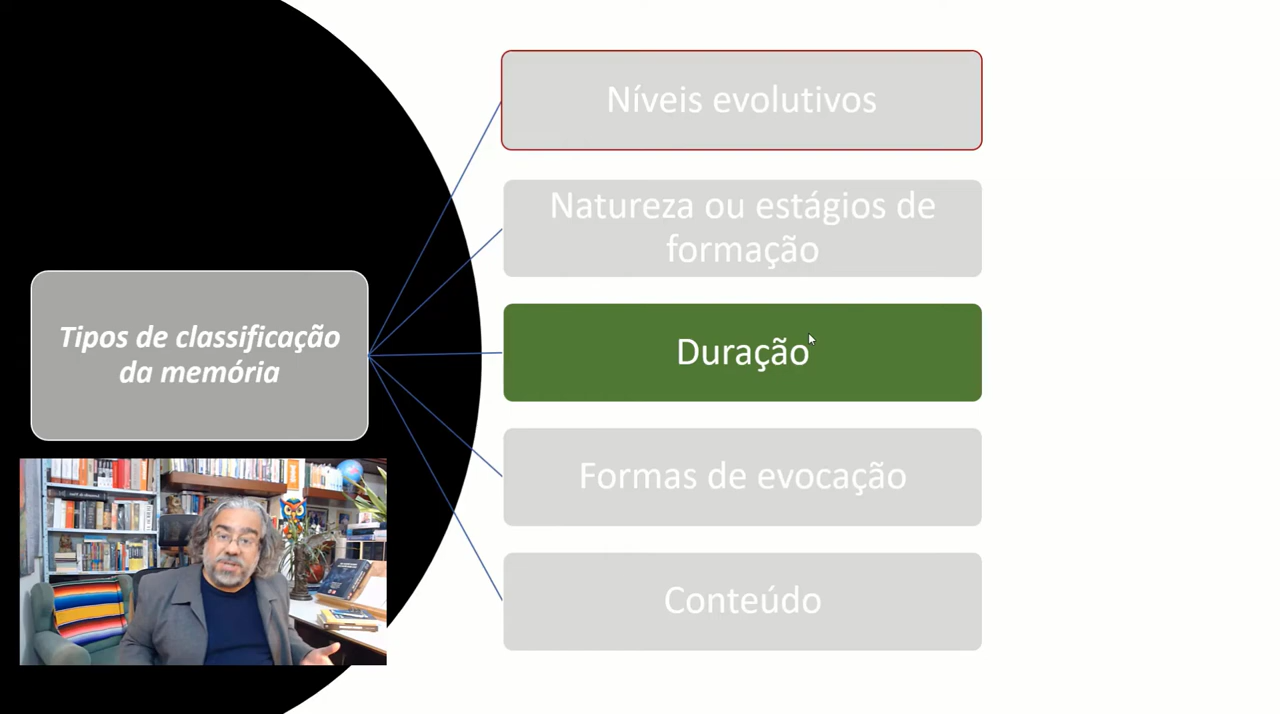 Níveis evolutivos
Natureza ou estágios de
formação
Tipos de classificação
da memória
Duração
Formas de evocação
Conteúdo